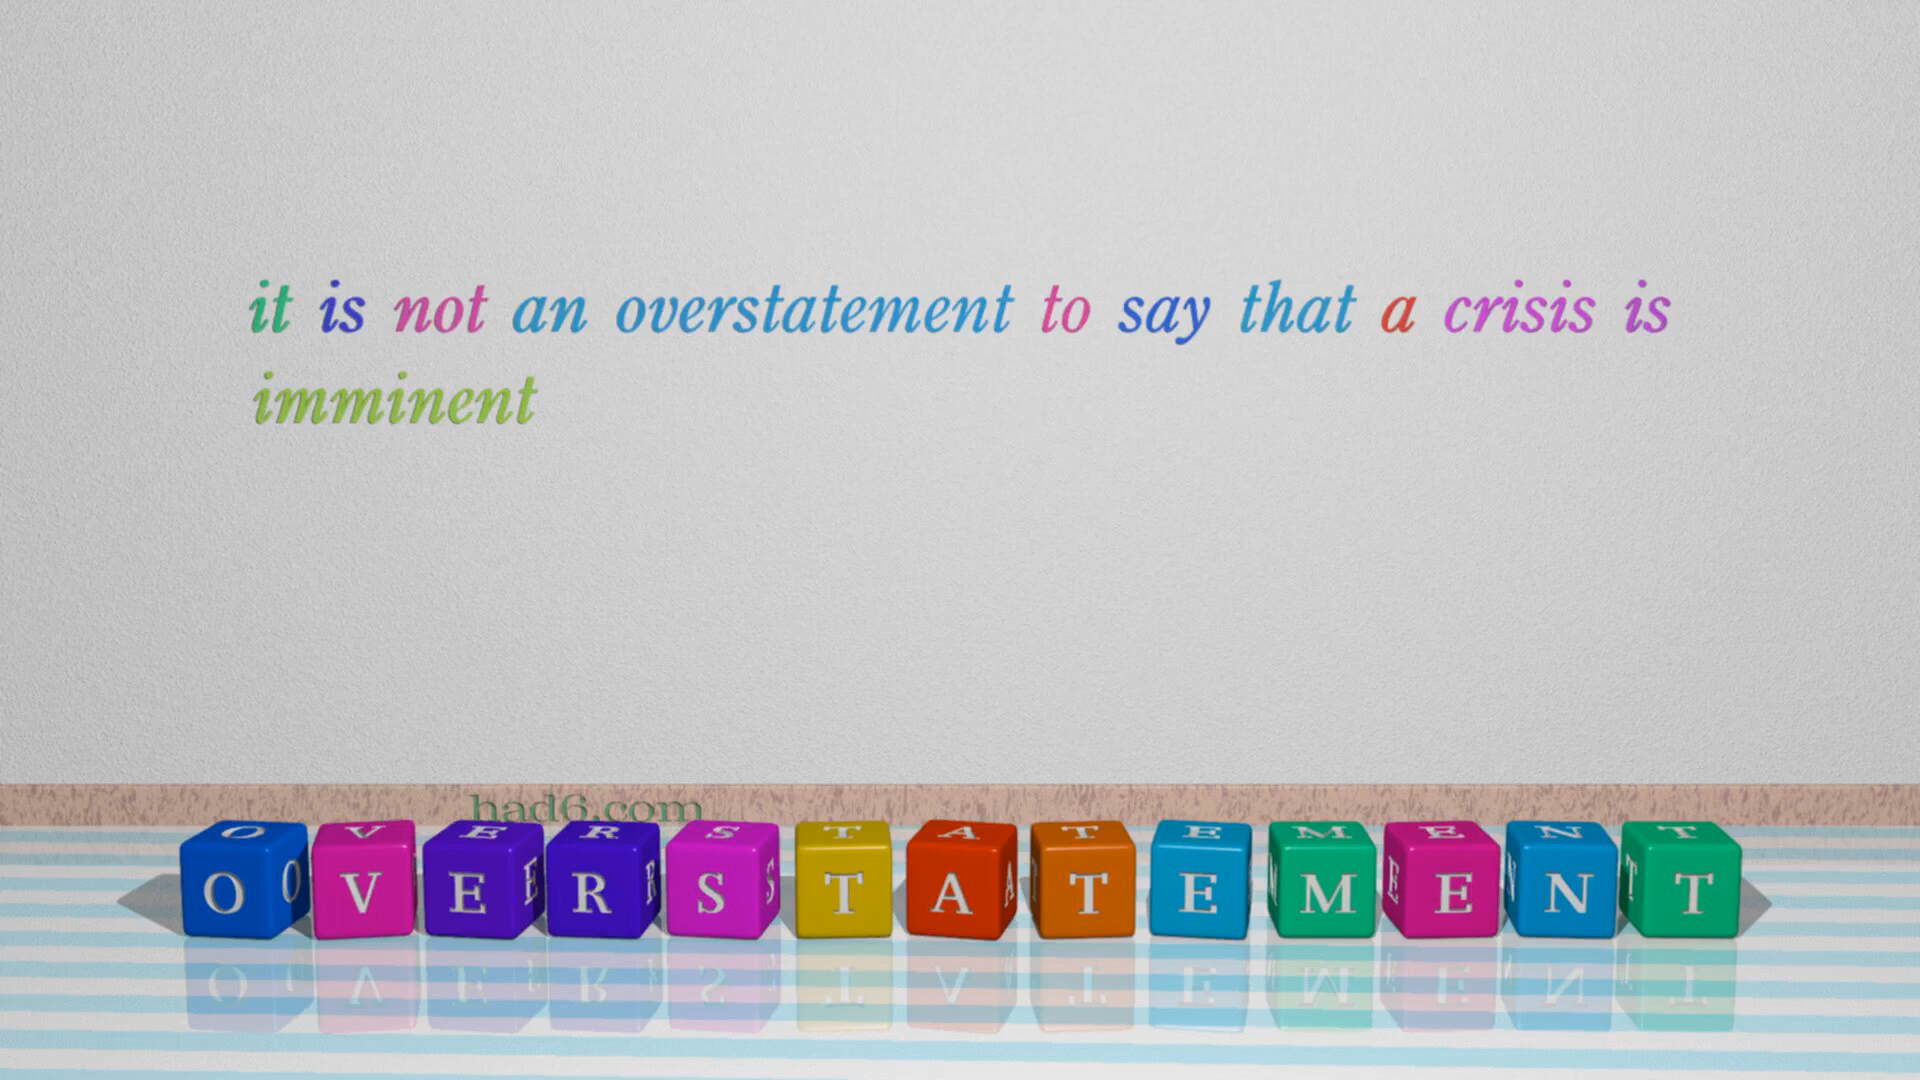 it is not an overstatement to say that a crisis is
imminent
had6.com
OVERSTATEMENT